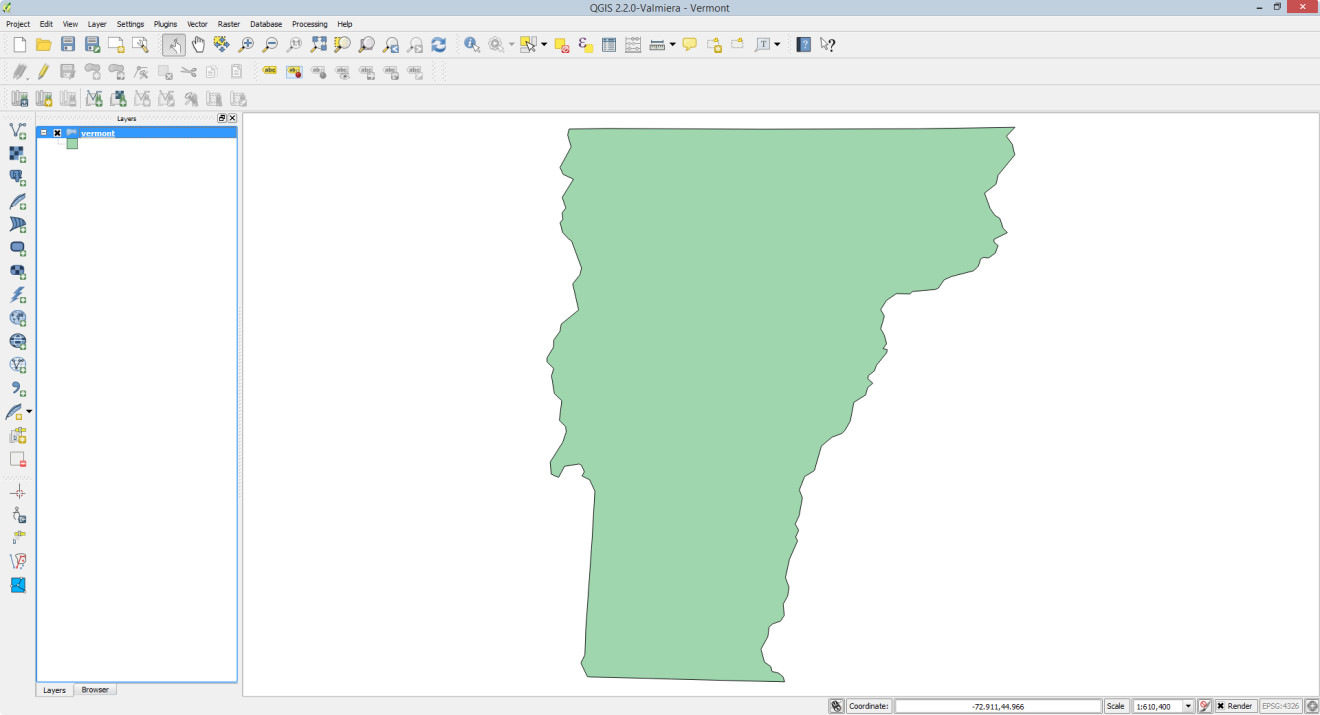 QGIS 2.2.0-Valmiera - Vermont
Project Edit View Layer Settings Plugins Vector Raster Database Processing Help
Layers
vermont
Layers Browser
Coordinate: -72.911,44.966 Scale 1:610,400 Render EPSG:4326